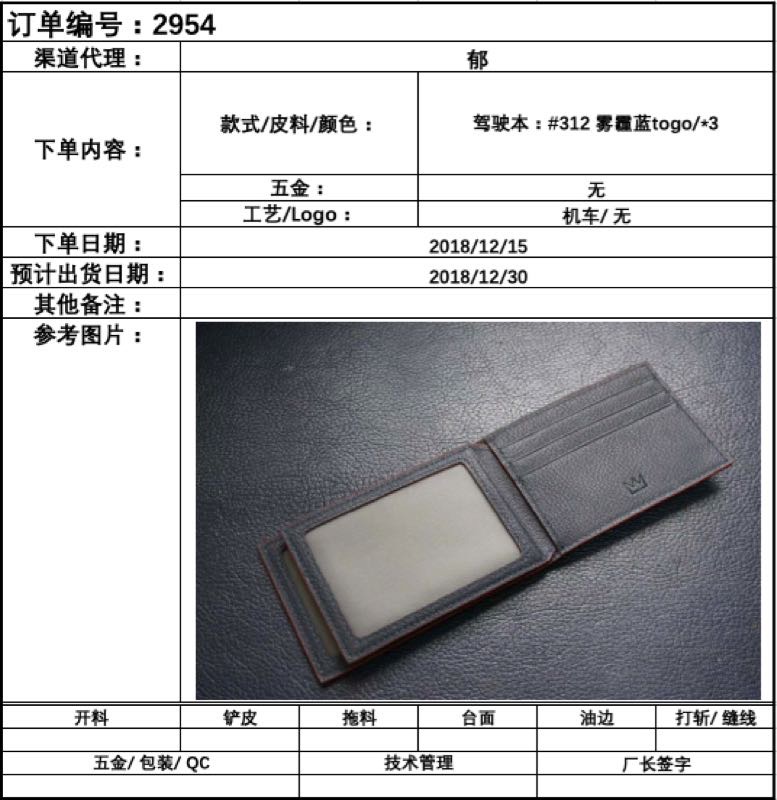 订单编号：2954
渠道代理： 郁
下单内容： 款式/皮料/颜色： 驾驶本：#312 雾霾蓝togo/*3
五金： 无
工艺/Logo： 机车/ 无
下单日期： 2018/12/15
预计出货日期： 2018/12/30
其他备注：
参考图片：
开料 铲皮 拖料 台面 油边 打斩/ 缝线
五金/ 包装/ QC 技术管理 厂长签字